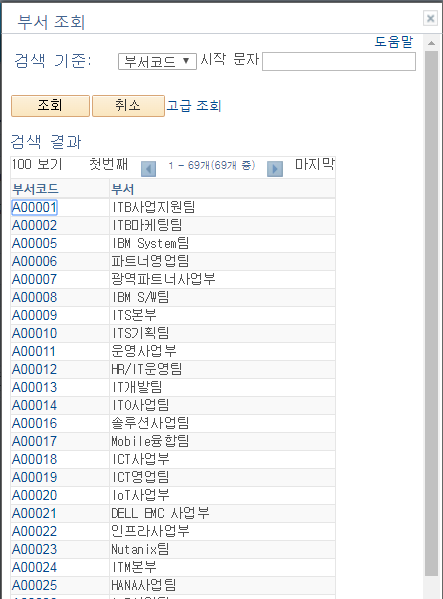 부서 조회
도움말
검색 기준: 부서코드 시작 문자
조회 취소 고급 조회
검색 결과
100 보기 첫번째 1 - 69개(69개 중) 마지막
부서코드 부서
A00001 ITB사업지원팀
A00002 ITB마케팅팀
A00005 IBM System팀
A00006 파트너영업팀
A00007 광역파트너사업부
A00008 IBM S/W팀
A00009 ITS본부
A00010 ITS기획팀
A00011 운영사업부
A00012 HR/IT운영팀
A00013 IT개발팀
A00014 ITO사업팀
A00016 솔루션사업팀
A00017 Mobile융합팀
A00018 ICT사업부
A00019 ICT영업팀
A00020 IoT사업부
A00021 DELL EMC 사업부
A00022 인프라사업부
A00023 Nutanix팀
A00024 ITM본부
A00025 HANA사업팀